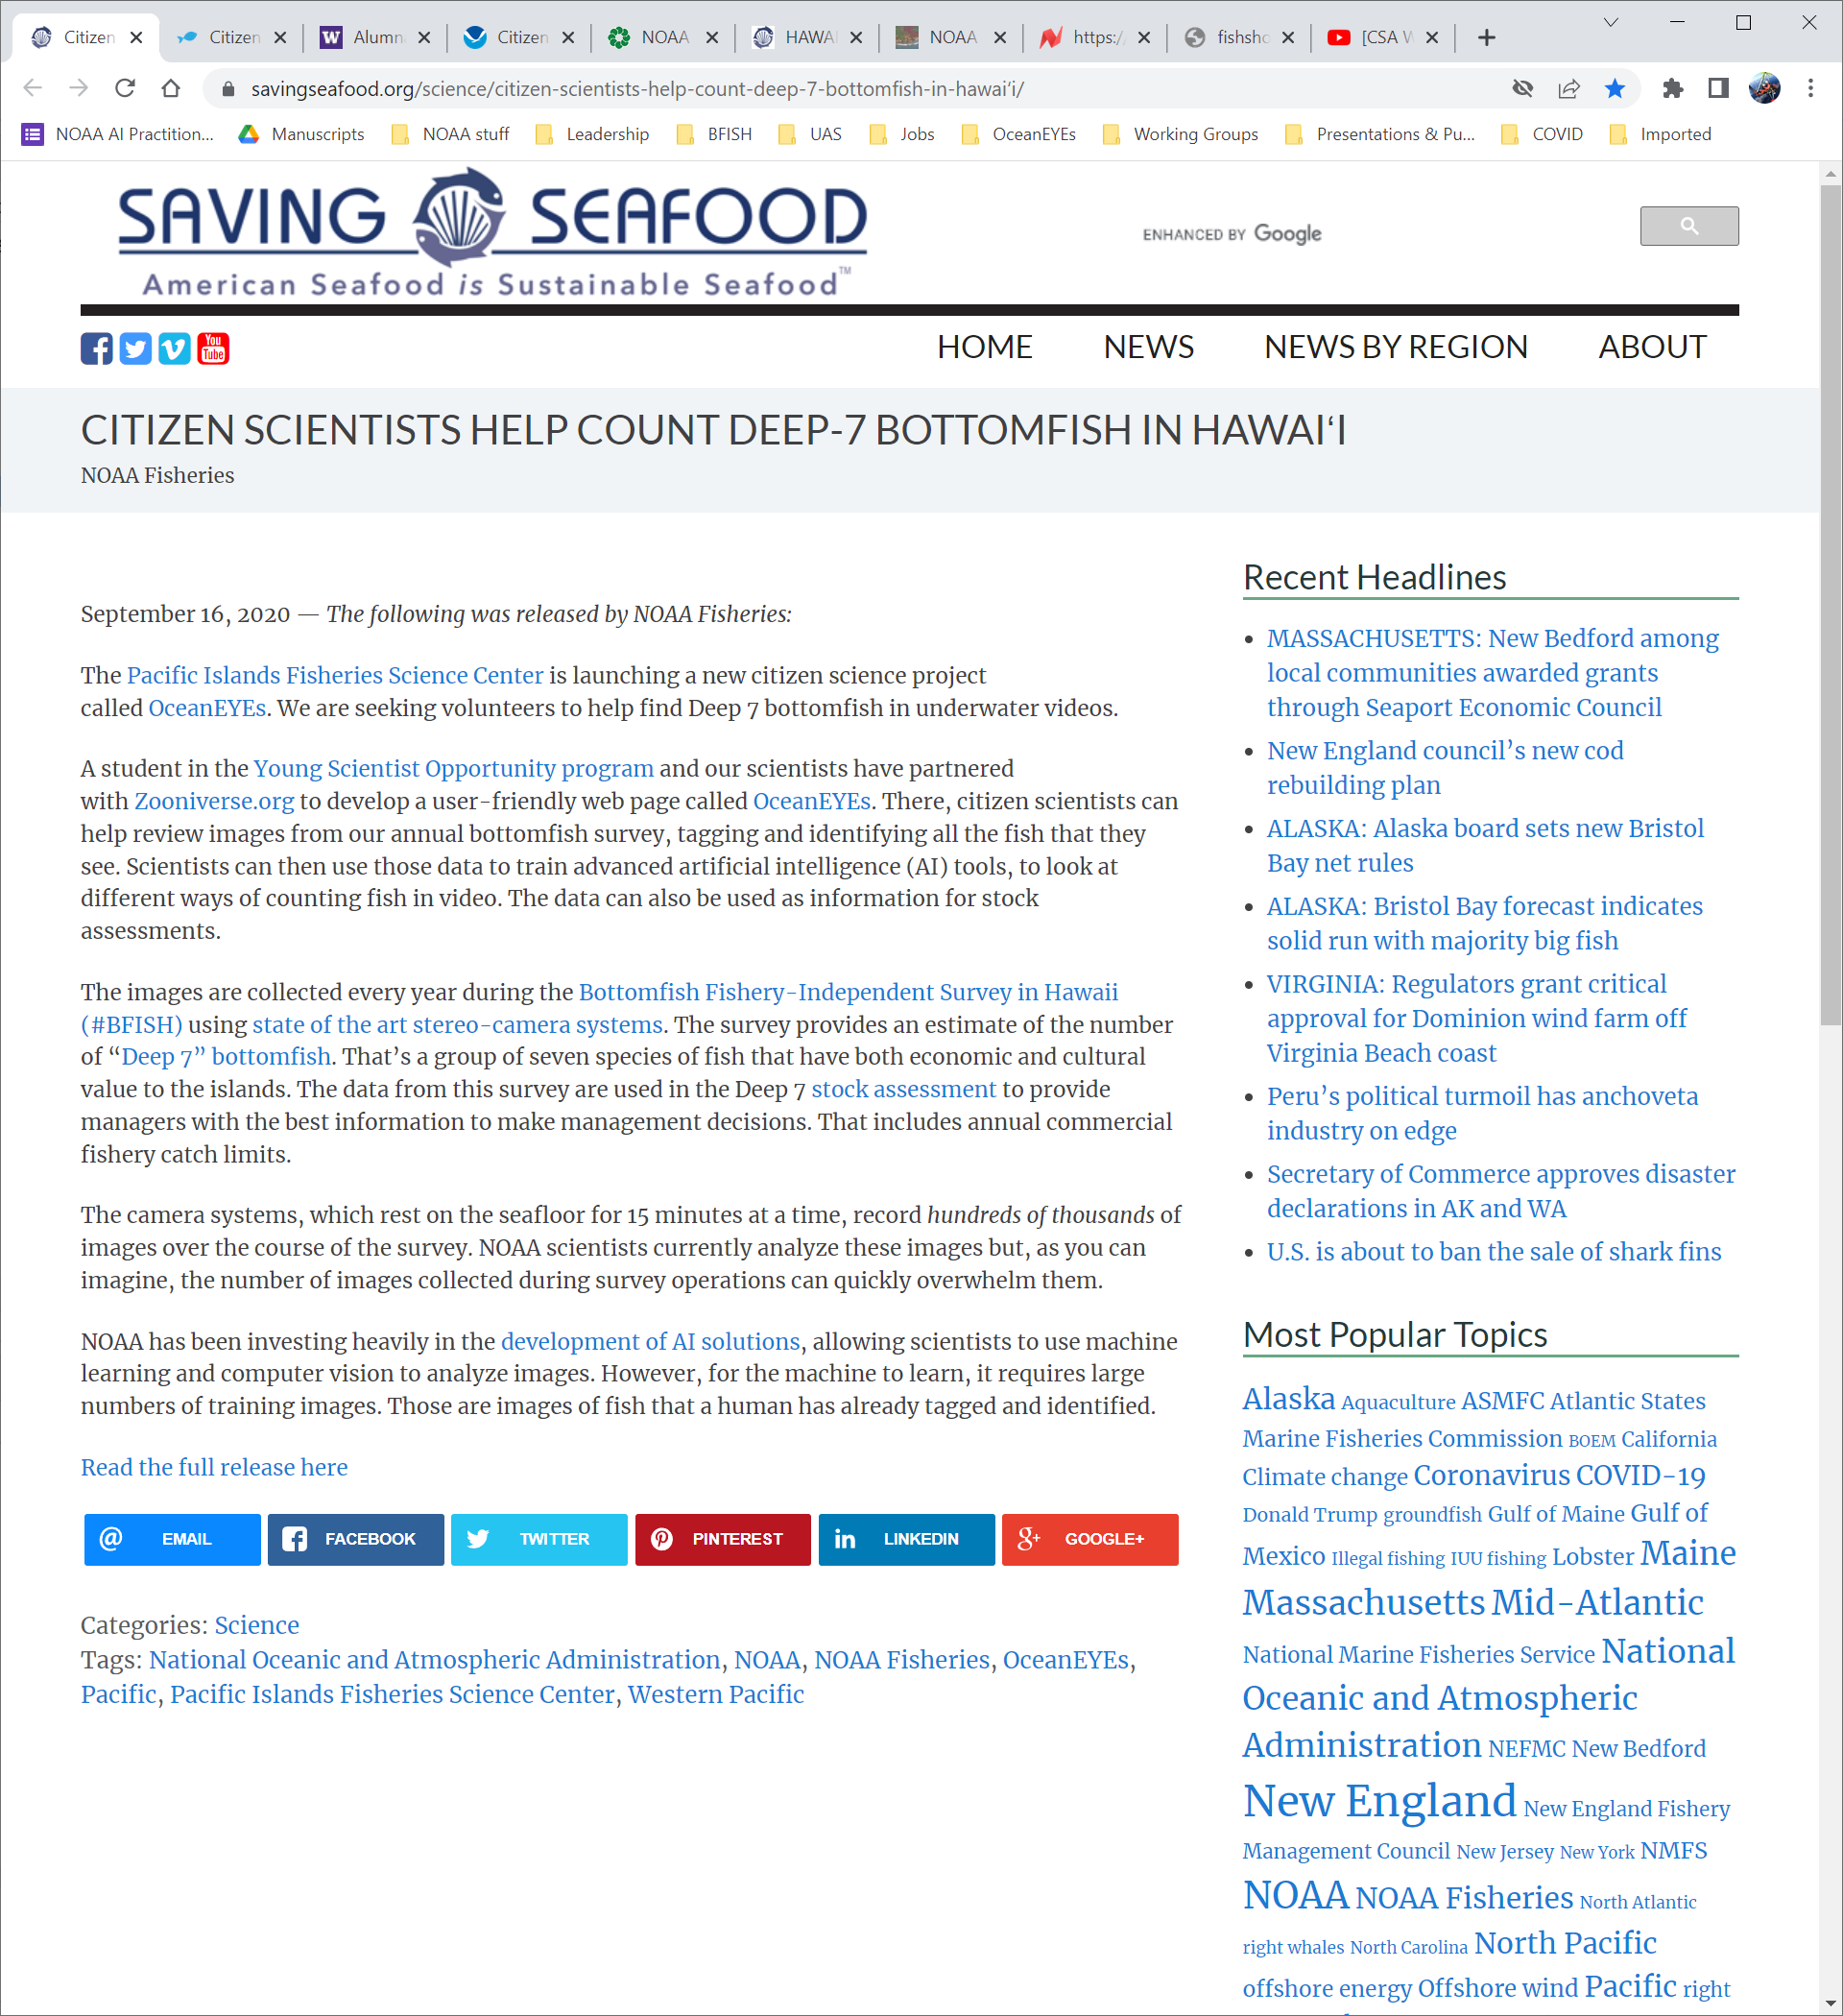 Citizen
Citizen
Alumn
Citizen
NOAA
HAWAI
NOAA
https:/
fishsho
[CSA W
savingseafood.org/science/citizen-scientists-help-count-deep-7-bottomfish-in-hawaiʻi/
NOAA AI Practition...
Manuscripts
NOAA stuff
Leadership
BFISH
UAS
Jobs
OceanEYEs
Working Groups
Presentations & Pu...
COVID
Imported
SAVING SEAFOOD
American Seafood is Sustainable Seafood™
ENHANCED BY Google
You
Tube
HOME NEWS NEWS BY REGION ABOUT
CITIZEN SCIENTISTS HELP COUNT DEEP-7 BOTTOMFISH IN HAWAIʻI
NOAA Fisheries
September 16, 2020 — The following was released by NOAA Fisheries:
The Pacific Islands Fisheries Science Center is launching a new citizen science project
called OceanEYEs. We are seeking volunteers to help find Deep 7 bottomfish in underwater videos.
A student in the Young Scientist Opportunity program and our scientists have partnered
with Zooniverse.org to develop a user-friendly web page called OceanEYEs. There, citizen scientists can
help review images from our annual bottomfish survey, tagging and identifying all the fish that they
see. Scientists can then use those data to train advanced artificial intelligence (AI) tools, to look at
different ways of counting fish in video. The data can also be used as information for stock
assessments.
The images are collected every year during the Bottomfish Fishery-Independent Survey in Hawaii
(#BFISH) using state of the art stereo-camera systems. The survey provides an estimate of the number
of “Deep 7” bottomfish. That’s a group of seven species of fish that have both economic and cultural
value to the islands. The data from this survey are used in the Deep 7 stock assessment to provide
managers with the best information to make management decisions. That includes annual commercial
fishery catch limits.
The camera systems, which rest on the seafloor for 15 minutes at a time, record hundreds of thousands of
images over the course of the survey. NOAA scientists currently analyze these images but, as you can
imagine, the number of images collected during survey operations can quickly overwhelm them.
NOAA has been investing heavily in the development of AI solutions, allowing scientists to use machine
learning and computer vision to analyze images. However, for the machine to learn, it requires large
numbers of training images. Those are images of fish that a human has already tagged and identified.
Read the full release here
@ EMAIL
FACEBOOK
TWITTER
PINTEREST
in LINKEDIN
g+ GOOGLE+
Categories: Science
Tags: National Oceanic and Atmospheric Administration, NOAA, NOAA Fisheries, OceanEYEs,
Pacific, Pacific Islands Fisheries Science Center, Western Pacific
Recent Headlines
MASSACHUSETTS: New Bedford among
local communities awarded grants
through Seaport Economic Council
New England council’s new cod
rebuilding plan
ALASKA: Alaska board sets new Bristol
Bay net rules
ALASKA: Bristol Bay forecast indicates
solid run with majority big fish
VIRGINIA: Regulators grant critical
approval for Dominion wind farm off
Virginia Beach coast
Peru’s political turmoil has anchoveta
industry on edge
Secretary of Commerce approves disaster
declarations in AK and WA
U.S. is about to ban the sale of shark fins
Most Popular Topics
Alaska Aquaculture ASMFC Atlantic States
Marine Fisheries Commission BOEM California
Climate change Coronavirus COVID-19
Donald Trump groundfish Gulf of Maine Gulf of
Mexico Illegal fishing IUU fishing Lobster Maine
Massachusetts Mid-Atlantic
National Marine Fisheries Service National
Oceanic and Atmospheric
Administration NEFMC New Bedford
New England New England Fishery
Management Council New Jersey New York NMFS
NOAA NOAA Fisheries North Atlantic
right whales North Carolina North Pacific
offshore energy Offshore wind Pacific right